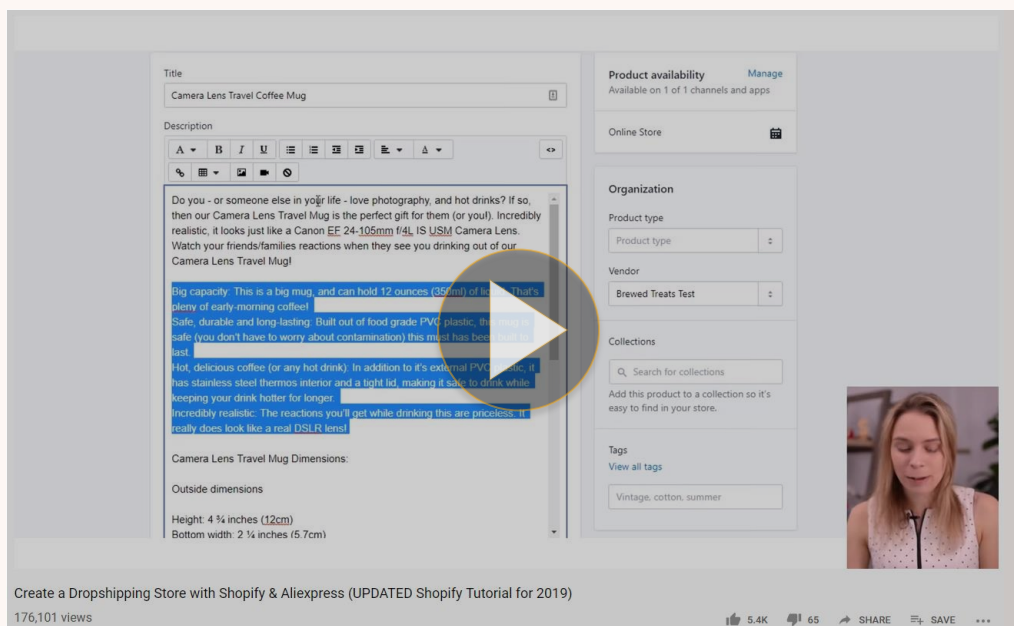 Title
Camera Lens Travel Coffee Mug
Description
A B I U A
Do you - or someone else in your life - love photography, and hot drinks? If so,
then our Camera Lens Travel Mug is the perfect gift for them (or you!). Incredibly
realistic, it looks just like a Canon EF 24-105mm f/4L IS USM Camera Lens.
Watch your friends/families reactions when they see you drinking out of our
Camera Lens Travel Mug!
Big capacity: This is a big mug, and can hold 12 ounces (350ml) of That's
pleny of early-morning coffee!
Safe, durable and long-lasting: Built out of food grade PVC plastic, this mug is
safe (you don't have to worry about contamination) this must has been built to
last.
Hot, delicious coffee (or any hot drink): In addition to it's external PVC plastic, it
has stainless steel thermos interior and a tight lid, making it safe to drink while
keeping your drink hotter for longer.
Incredibly realistic: The reactions you'll get while drinking this are priceless. It
really does look like a real DSLR lens!
Camera Lens Travel Mug Dimensions:
Outside dimensions
Height: 4 ¾ inches (12cm)
Bottom width: 2 ¼ inches (5.7cm)
Product availability Manage
Available on 1 of 1 channels and apps
Online Store
Organization
Product type
Product type
Vendor
Brewed Treats Test
Collections
Search for collections
Add this product to a collection so it's
easy to find in your store.
Tags
View all tags
Vintage, cotton, summer
Create a Dropshipping Store with Shopify & Aliexpress (UPDATED Shopify Tutorial for 2019)
176,101 views
5.4K 65 SHARE SAVE